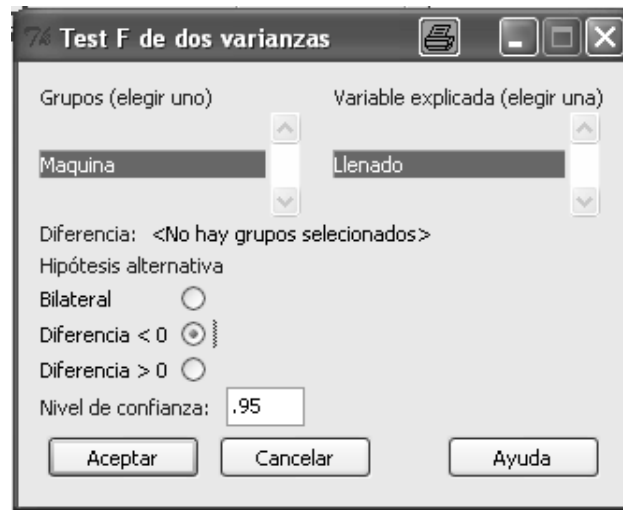 Test F de dos varianzas
Grupos (elegir uno) Variable explicada (elegir una)
Maquina Llenado
Diferencia: <No hay grupos selecionados>
Hipótesis alternativa
Bilateral
Diferencia < 0
Diferencia > 0
Nivel de confianza: .95
Aceptar Cancelar Ayuda